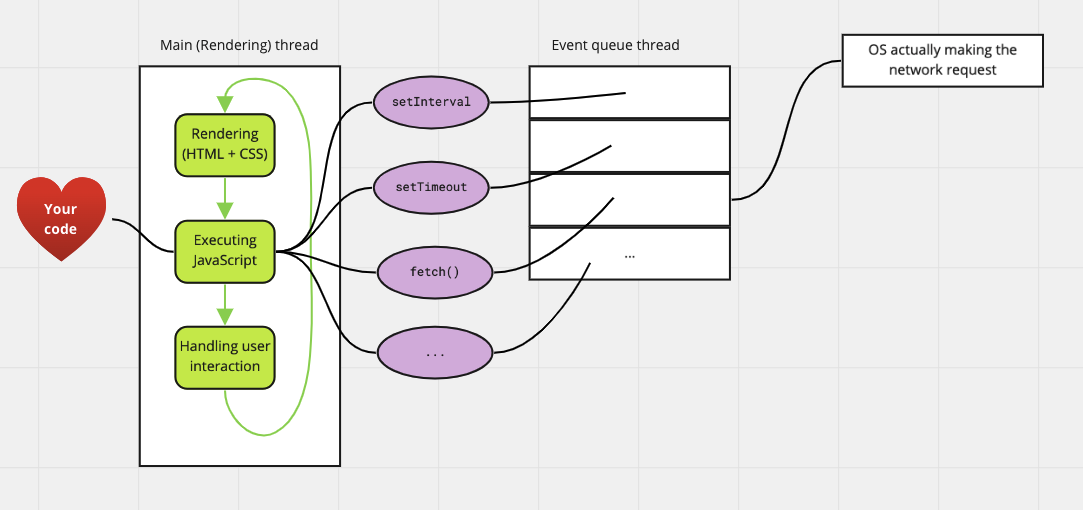 Main (Rendering) thread
Event queue thread
OS actually making the
network request
setInterval
Rendering
(HTML + CSS)
setTimeout
Your
code
Executing
JavaScript
fetch()
...
Handling user
interaction
...